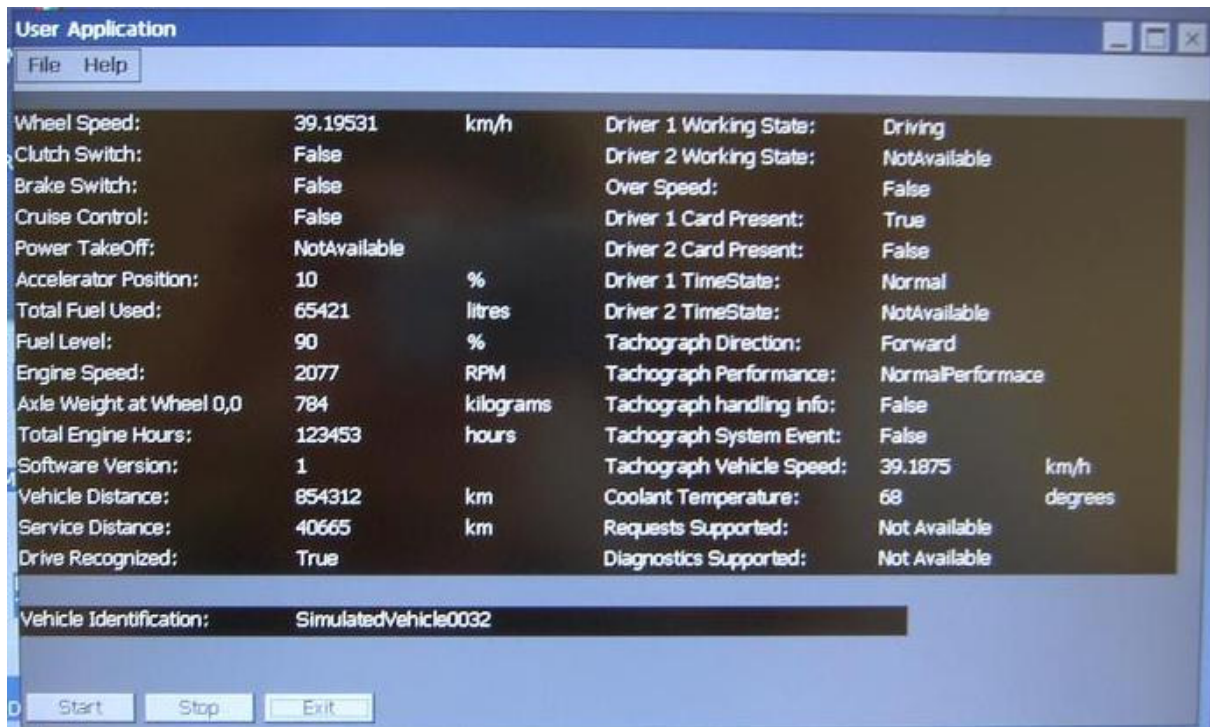 User Application
File Help
Wheel Speed: 39.19531 km/h Driver 1 Working State: Driving
Clutch Switch: False Driver 2 Working State: NotAvailable
Brake Switch: False Over Speed: False
Cruise Control: False Driver 1 Card Present: True
Power TakeOff: NotAvailable Driver 2 Card Present: False
Accelerator Position: 10 % Driver 1 TimeState: Normal
Total Fuel Used: 65421 litres Driver 2 TimeState: NotAvailable
Fuel Level: 90 % Tachograph Direction: Forward
Engine Speed: 2077 RPM Tachograph Performance: NormalPerformace
Axle Weight at Wheel 0,0 784 kilograms Tachograph handling info: False
Total Engine Hours: 123453 hours Tachograph System Event: False
Software Version: 1 Tachograph Vehicle Speed: 39.1875 km/h
Vehicle Distance: 854312 km Coolant Temperature: 68 degrees
Service Distance: 40665 km Requests Supported: Not Available
Drive Recognized: True Diagnostics Supported: Not Available
Vehicle Identification: SimulatedVehicle0032
Start Stop Exit